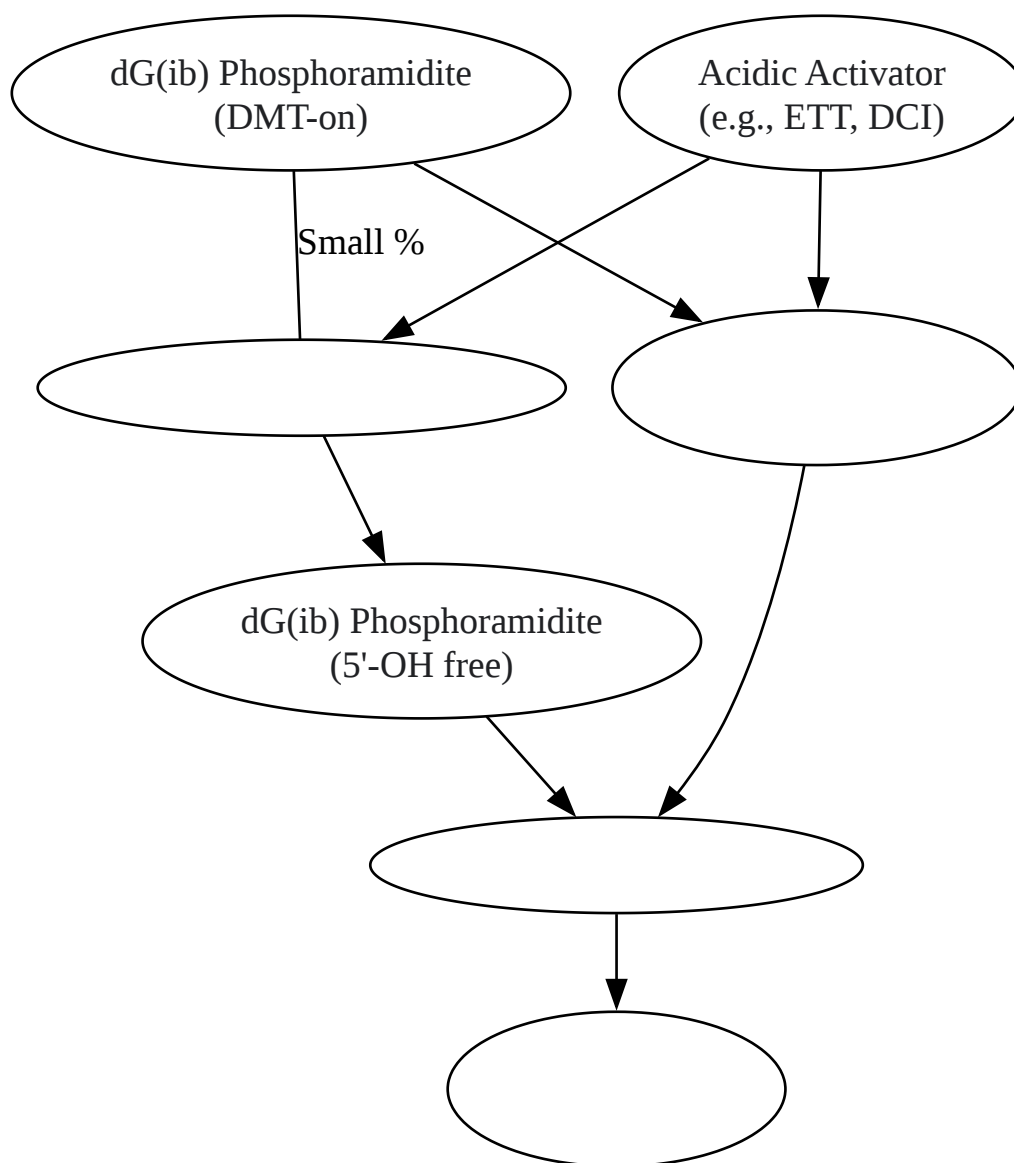 dG(ib) Phosphoramidite
(DMT-on)
Acidic Activator
(e.g., ETT, DCI)
Small %
dG(ib) Phosphoramidite
(5'-OH free)